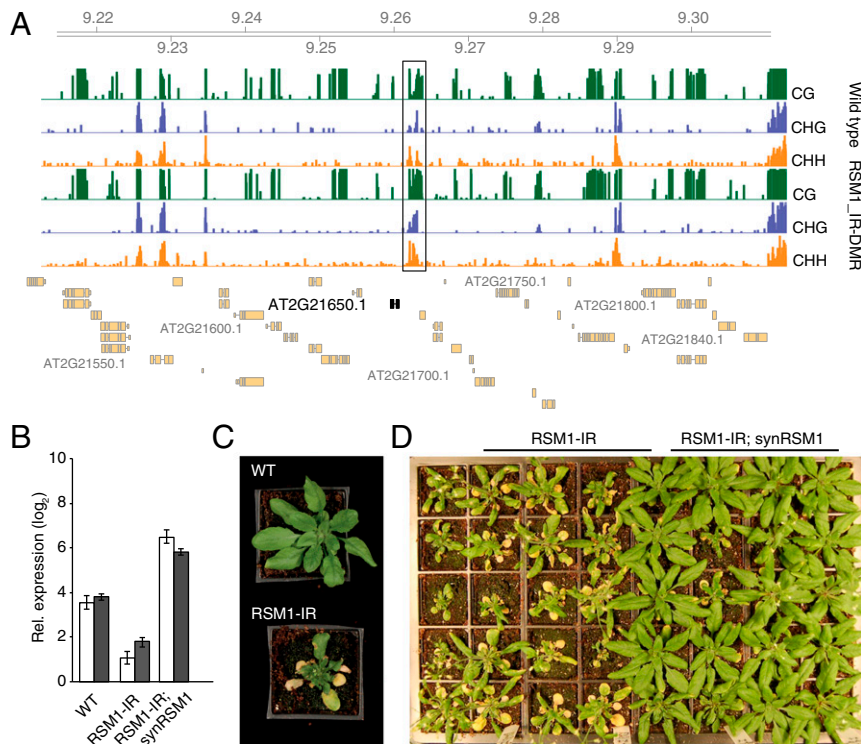 A
9.22 9.24 9.26 9.28 9.30
9.23 9.25 9.27 9.29
CG
CHG
CHH
CG
CHG
CHH
Wild type RSM1_IR-DMR
AT2G21750.1
AT2G21650.1 AT2G21800.1
AT2G21600.1 AT2G21840.1
AT2G21550.1 AT2G21700.1
B
Rel. expression (log2)
10
8
6
4
2
0
WT
RSM1-IR
RSM1-IR;
synRSM1
C
WT
RSM1-IR
D
RSM1-IR RSM1-IR; synRSM1